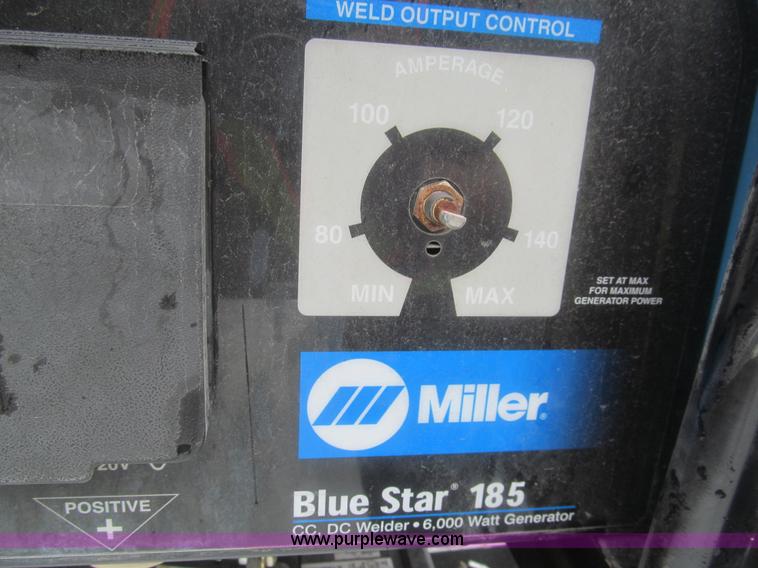 WELD OUTPUT CONTROL
AMPERAGE
100 120
80 140
MIN MAX
SET AT MAX
FOR MAXIMUM
GENERATOR POWER
Miller
Blue Star® 185
CC, DC Welder • 6,000 Watt Generator
20V
POSITIVE
+
www.purplewave.com